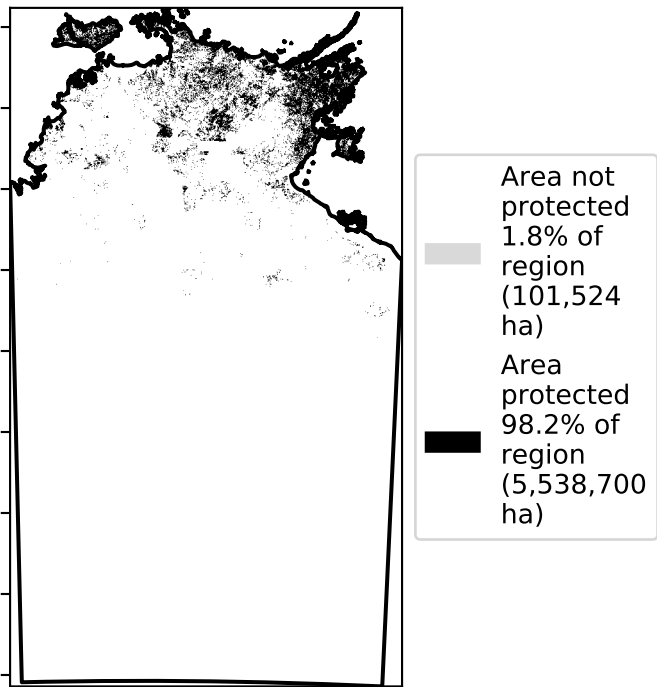 Area not
protected
1.8% of
region
(101,524
ha)
Area
protected
98.2% of
region
(5,538,700
ha)